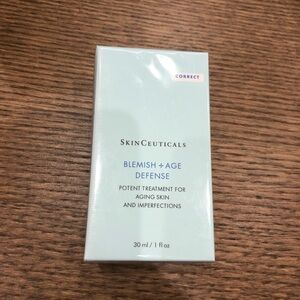 CORRECT
SKINCEUTICALS
BLEMISH + AGE
DEFENSE
POTENT TREATMENT FOR
AGING SKIN
AND IMPERFECTIONS
30 ml / 1 fl oz